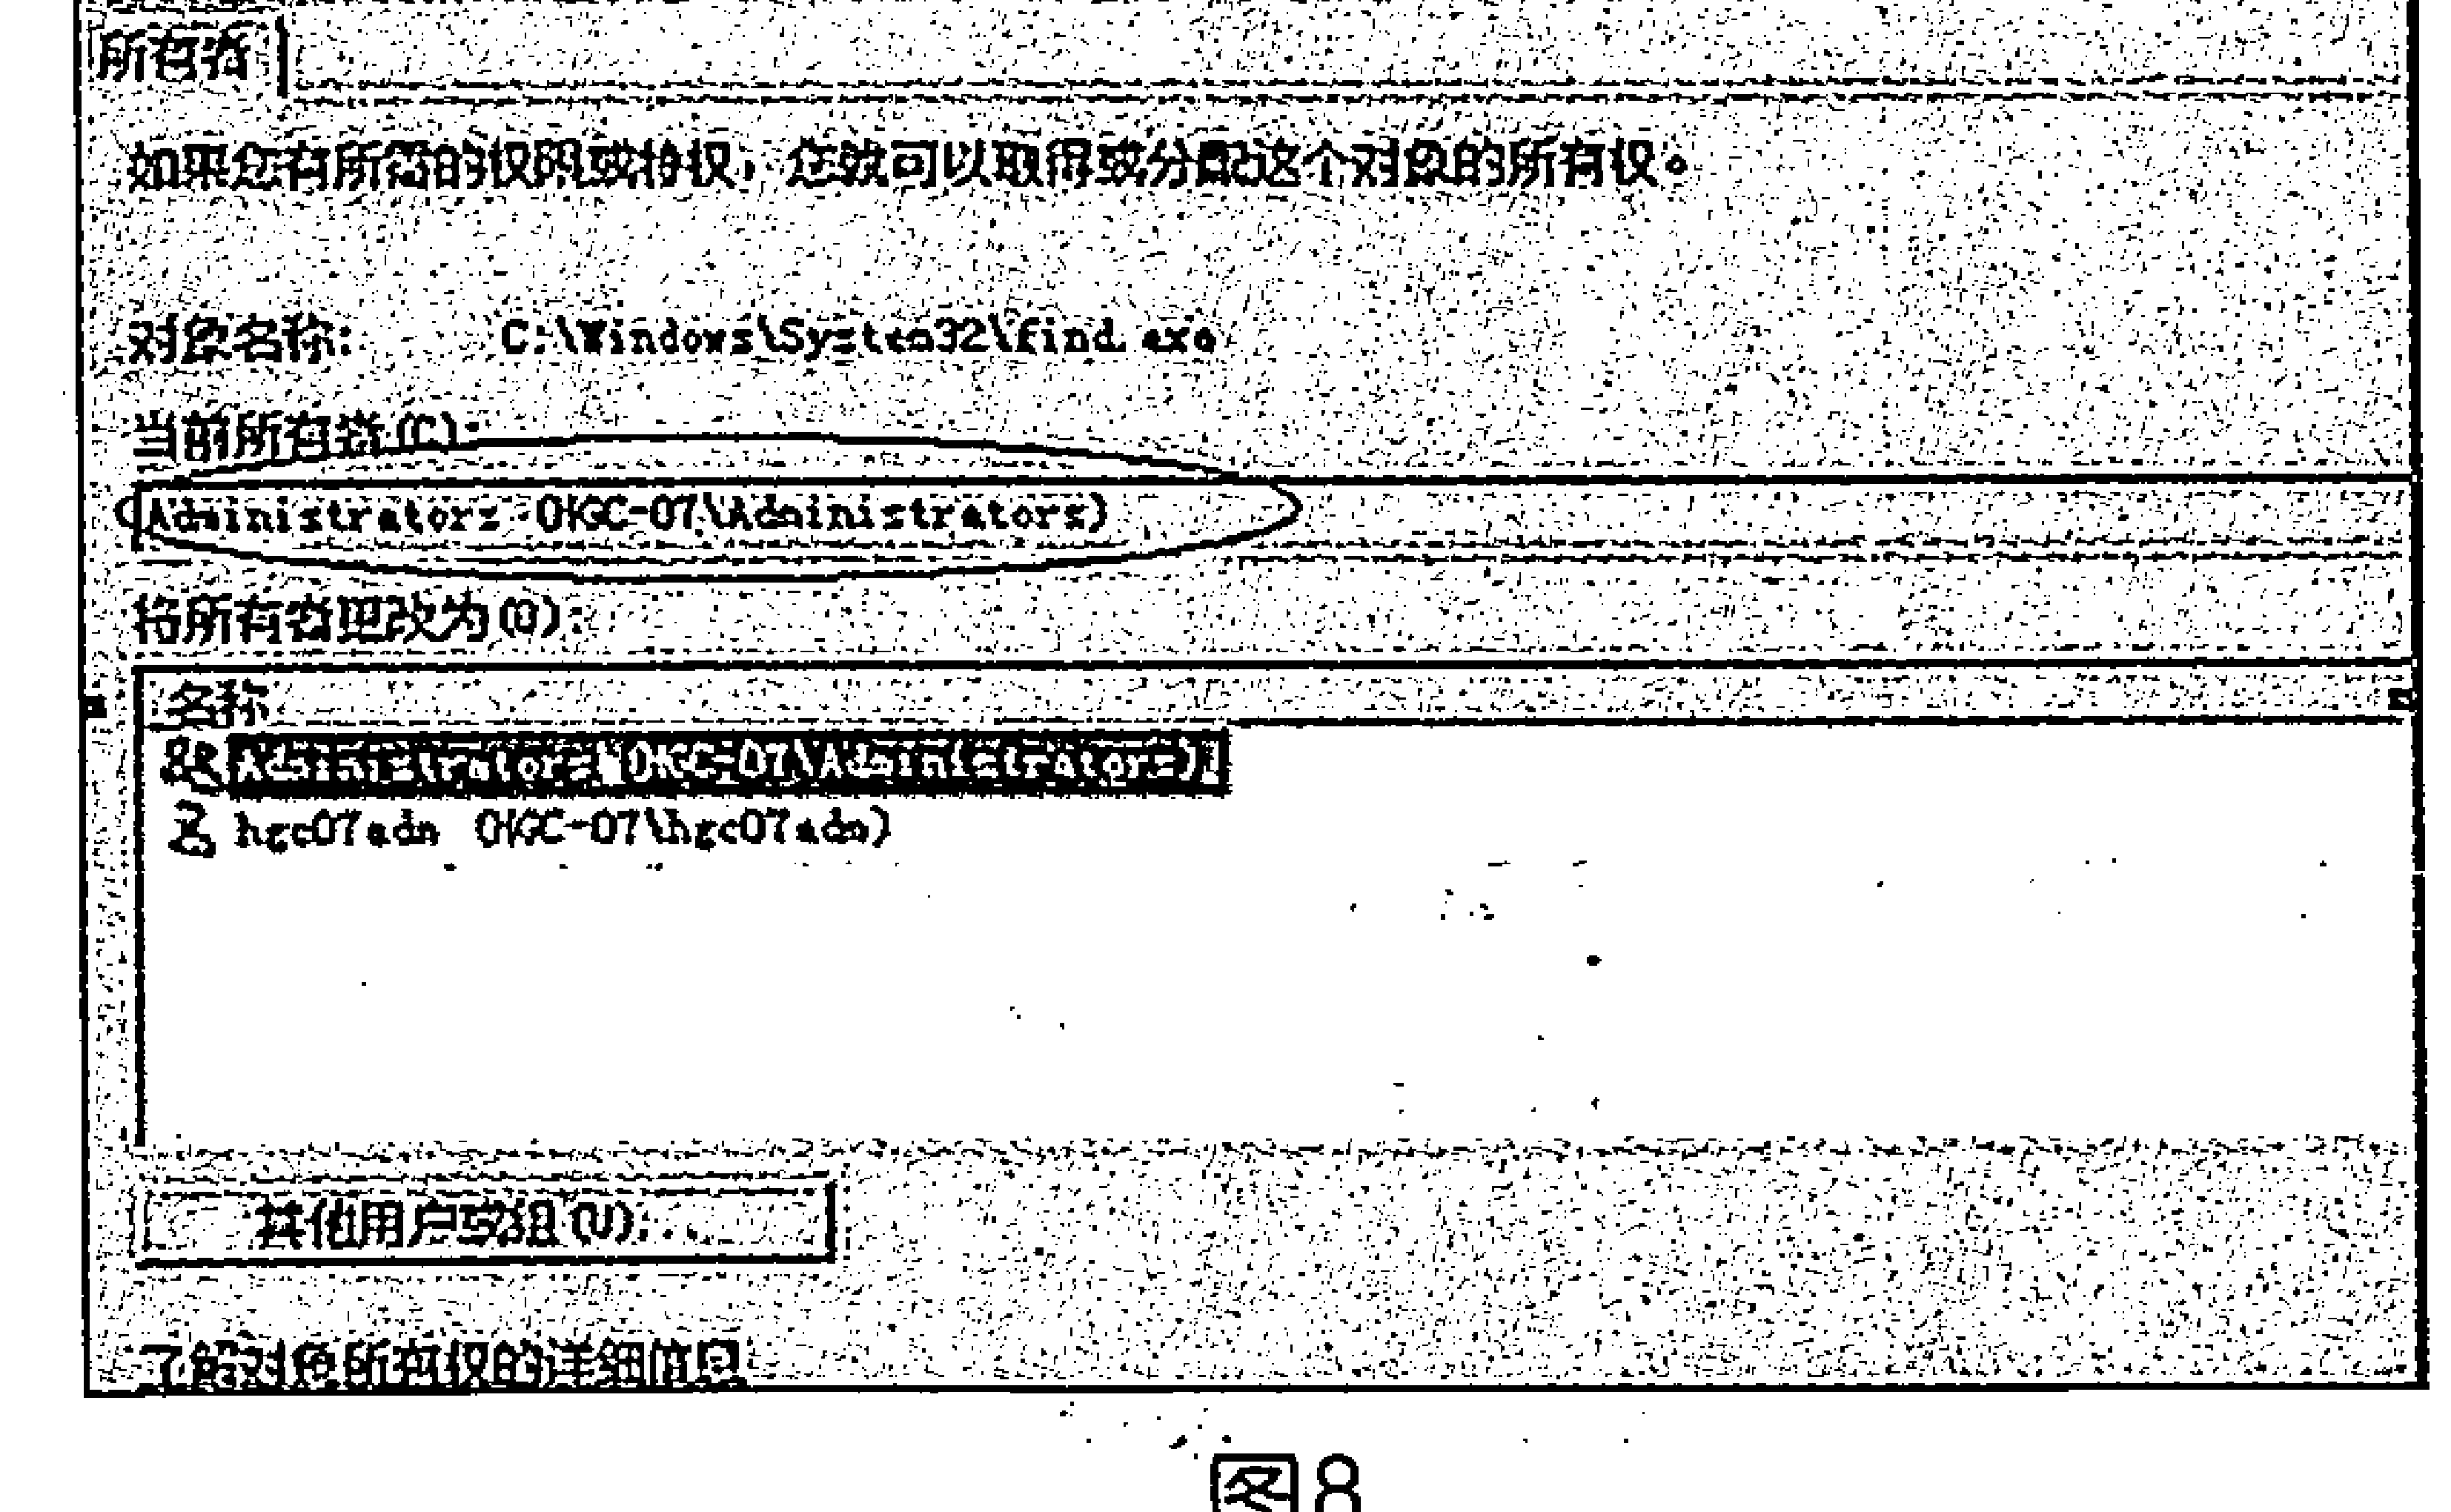 所有者
如果您有所需的权限或特权，您就可以取得或分配这个对象的所有权。
对象名称: C:\Windows\System32\find.exe
当前所有者(C):
Administrators (HGC-07\Administrators)
将所有者更改为(O):
名称
Administrators (HGC-07\Administrators)
hgc07adm (HGC-07\hgc07adm)
其他用户或组(U)...
了解对象所有权的详细信息
图8